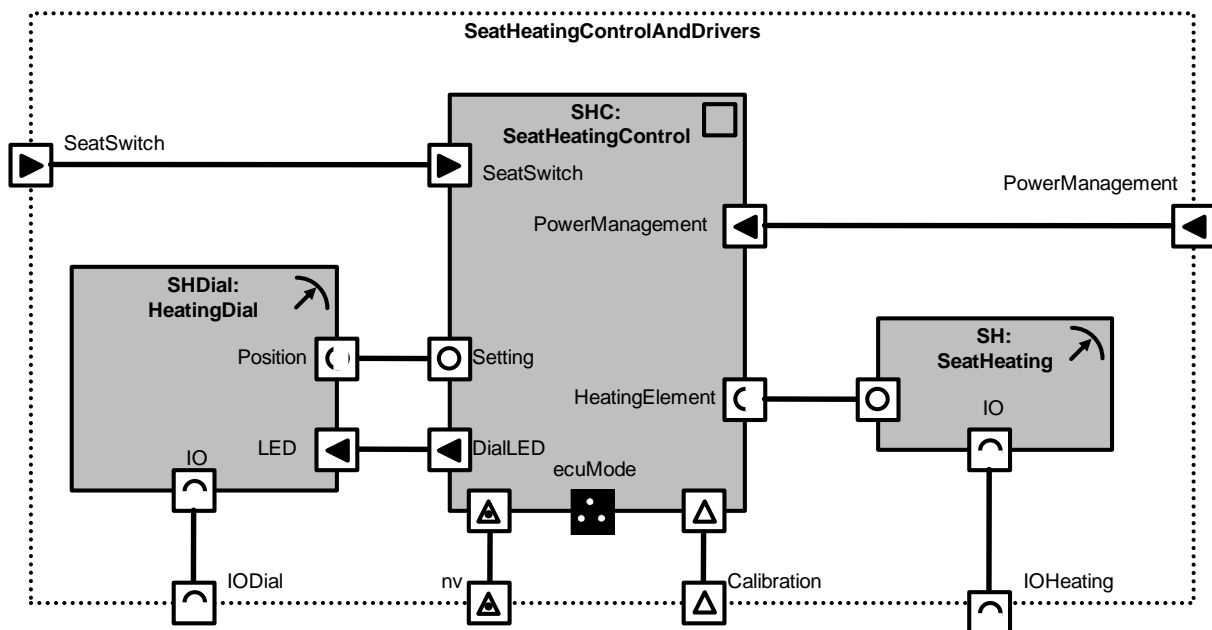 SeatHeatingControlAndDrivers
SHC:
SeatHeatingControl
SeatSwitch
SeatSwitch
PowerManagement
PowerManagement
SHDial:
HeatingDial
SH:
SeatHeating
Position
Setting
HeatingElement
IO
LED
DialLED
IO
ecuMode
IODial
nv
Calibration
IOHeating